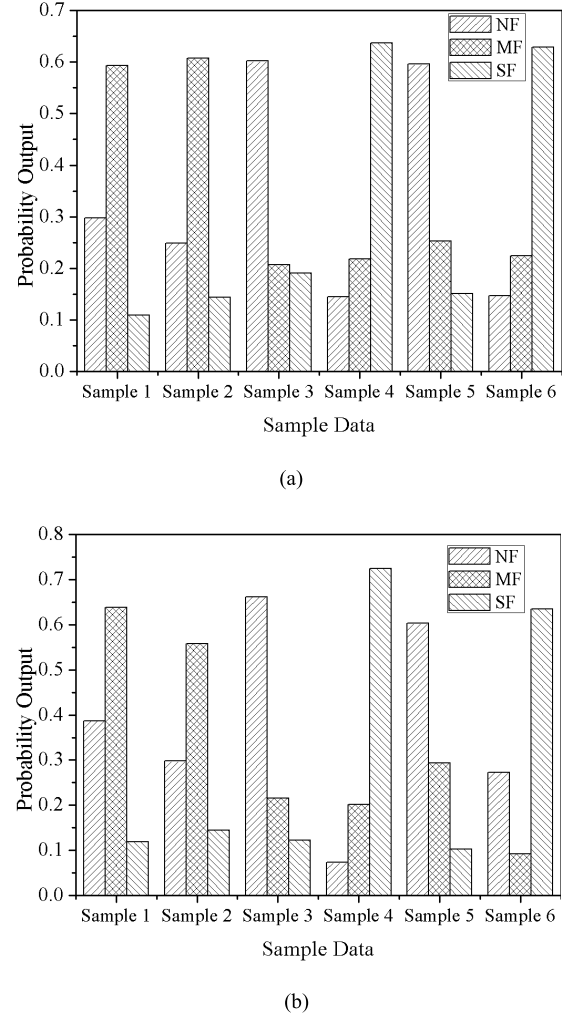 0.7
0.6
0.5
0.4
0.3
0.2
0.1
0.0
Probability Output
NF
MF
SF
Sample 1 Sample 2 Sample 3 Sample 4 Sample 5 Sample 6
Sample Data
(a)
0.8
0.7
0.6
0.5
0.4
0.3
0.2
0.1
0.0
Probability Output
NF
MF
SF
Sample 1 Sample 2 Sample 3 Sample 4 Sample 5 Sample 6
Sample Data
(b)